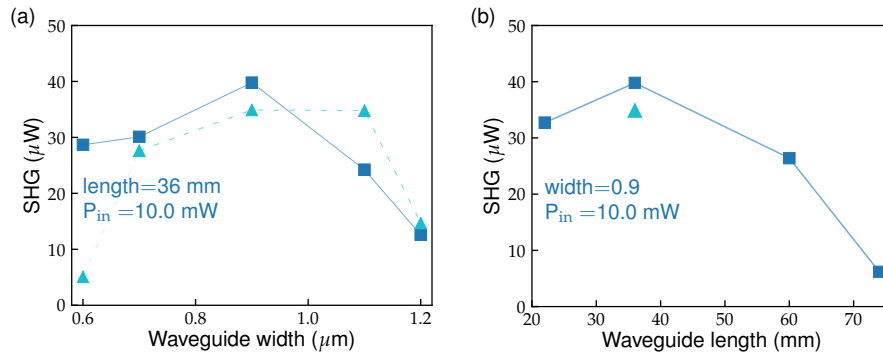 (a)
50
40
30
20
10
0
SHG (μW)
length=36 mm
P_in =10.0 mW
0.6 0.8 1.0 1.2
Waveguide width (μm)
(b)
50
40
30
20
10
0
SHG (μW)
width=0.9
P_in =10.0 mW
20 30 40 50 60 70
Waveguide length (mm)